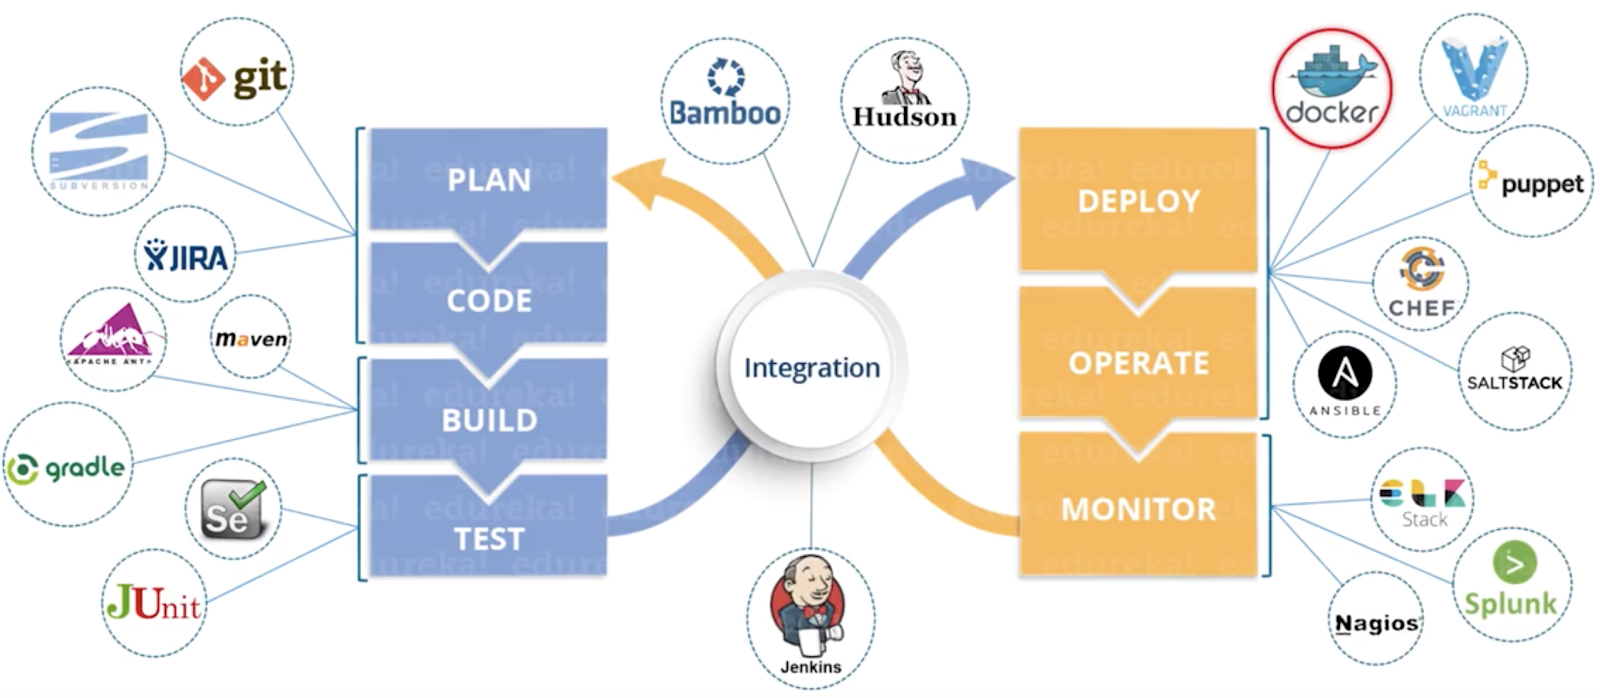 git
SUBVERSION
JIRA
APACHE ANT
maven
gradle
Se
JUnit
PLAN
CODE
BUILD
TEST
Bamboo
Hudson
Integration
Jenkins
DEPLOY
OPERATE
MONITOR
docker
VAGRANT
puppet
CHEF
SALTSTACK
ANSIBLE
ELK
Stack
Splunk
Nagios
edureka!